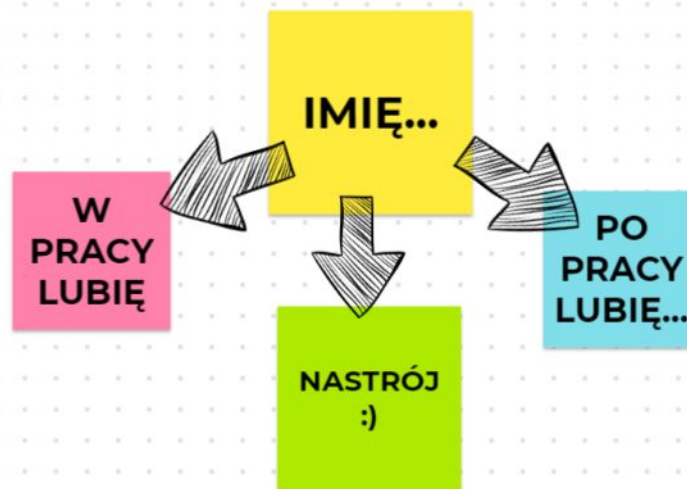 IMIĘ...
W
PRACY
LUBIĘ
PO
PRACY
LUBIĘ...
NASTRÓJ
:)